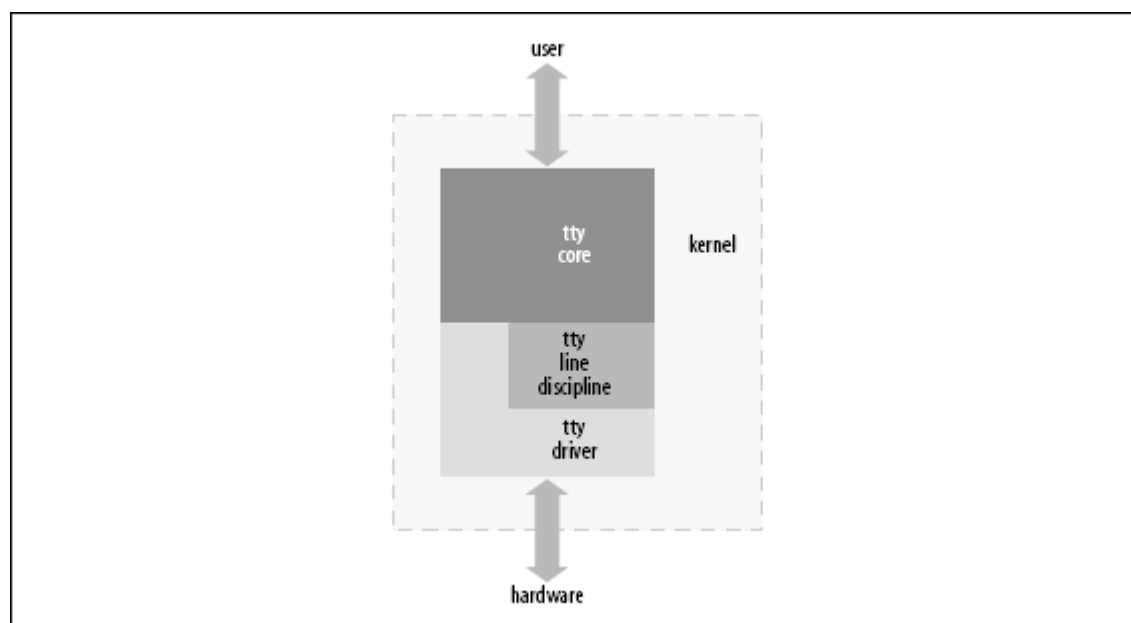 user
tty
core
kernel
tty
line
discipline
tty
driver
hardware